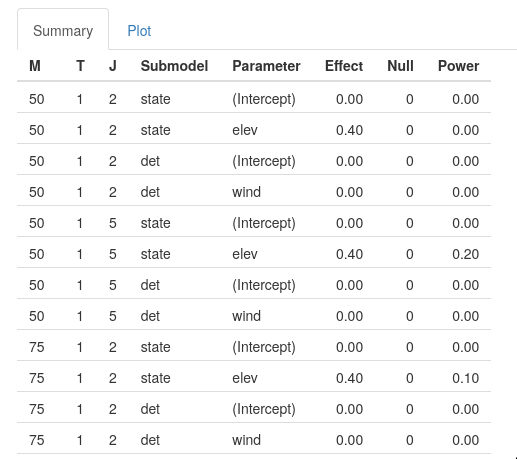 Summary Plot
M T J Submodel Parameter Effect Null Power
50 1 2 state (Intercept) 0.00 0 0.00
50 1 2 state elev 0.40 0 0.00
50 1 2 det (Intercept) 0.00 0 0.00
50 1 2 det wind 0.00 0 0.00
50 1 5 state (Intercept) 0.00 0 0.00
50 1 5 state elev 0.40 0 0.20
50 1 5 det (Intercept) 0.00 0 0.00
50 1 5 det wind 0.00 0 0.00
75 1 2 state (Intercept) 0.00 0 0.00
75 1 2 state elev 0.40 0 0.10
75 1 2 det (Intercept) 0.00 0 0.00
75 1 2 det wind 0.00 0 0.00